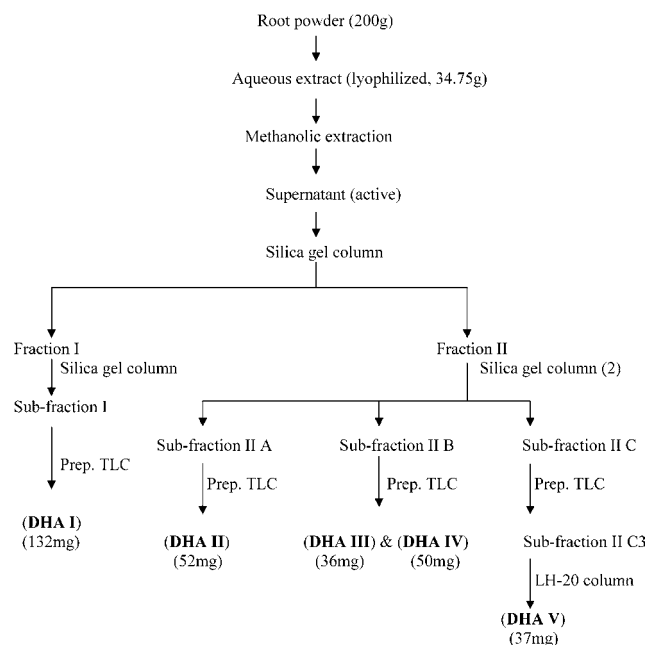 Root powder (200g)
Aqueous extract (lyophilized, 34.75g)
Methanolic extraction
Supernatant (active)
Silica gel column
Fraction I
Fraction II
Silica gel column
Silica gel column (2)
Sub-fraction I
Sub-fraction II A
Sub-fraction II B
Sub-fraction II C
Prep. TLC
Prep. TLC
Prep. TLC
Prep. TLC
(DHA I)
(132mg)
(DHA II)
(52mg)
(DHA III) & (DHA IV)
(36mg) (50mg)
Sub-fraction II C3
LH-20 column
(DHA V)
(37mg)